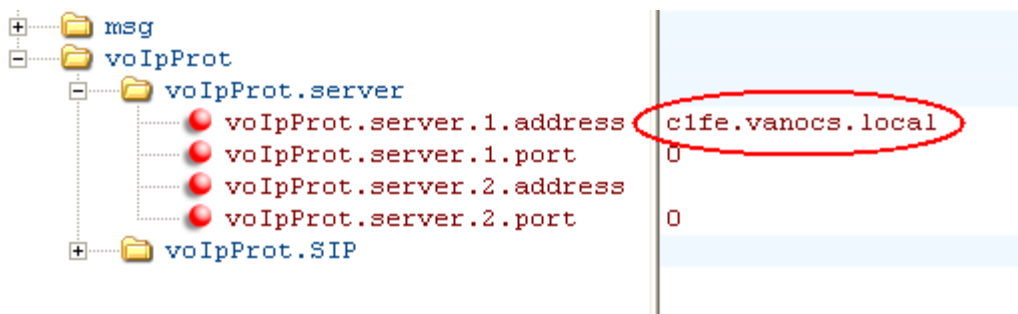 msg
voIpProt
voIpProt.server
voIpProt.server.1.address c1fe.vanocs.local
voIpProt.server.1.port 0
voIpProt.server.2.address
voIpProt.server.2.port 0
voIpProt.SIP